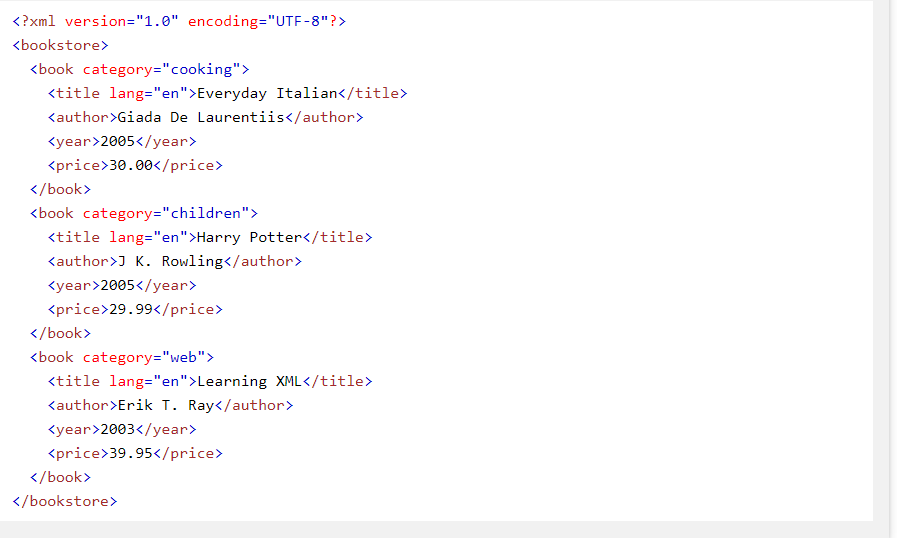 <?xml version="1.0" encoding="UTF-8"?>
<bookstore>
  <book category="cooking">
    <title lang="en">Everyday Italian</title>
    <author>Giada De Laurentiis</author>
    <year>2005</year>
    <price>30.00</price>
  </book>
  <book category="children">
    <title lang="en">Harry Potter</title>
    <author>J K. Rowling</author>
    <year>2005</year>
    <price>29.99</price>
  </book>
  <book category="web">
    <title lang="en">Learning XML</title>
    <author>Erik T. Ray</author>
    <year>2003</year>
    <price>39.95</price>
  </book>
</bookstore>